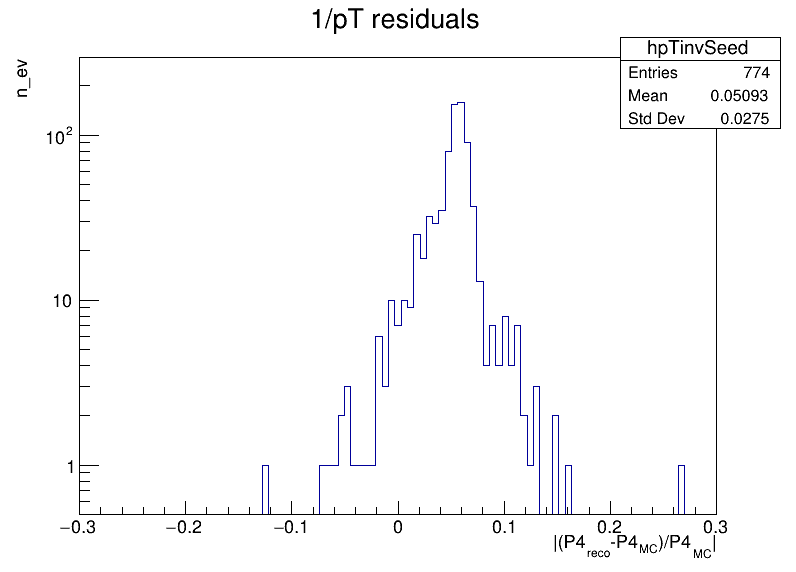 1/pT residuals
hpTinvSeed
Entries 774
Mean 0.05093
Std Dev 0.0275
n_ev
10²
10
1
−0.3 −0.2 −0.1 0 0.1 0.2 0.3
|(P4reco-P4MC)/P4MC|